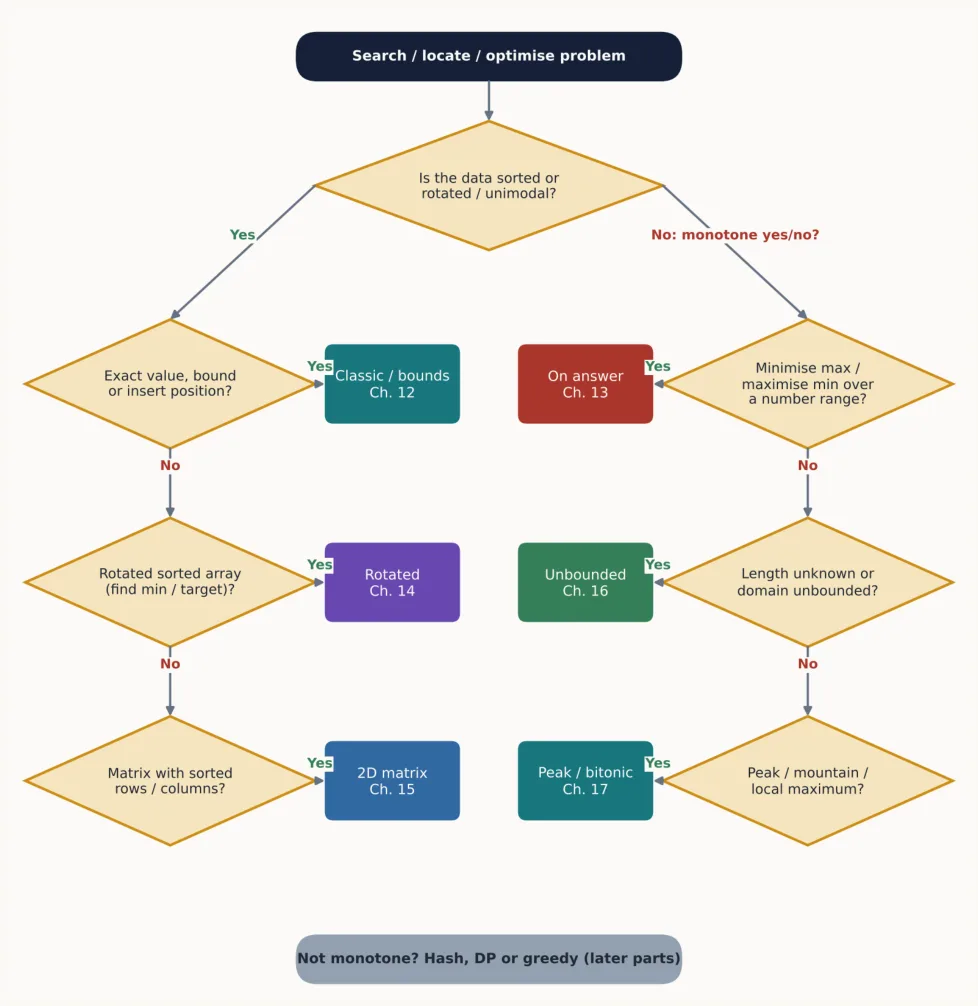 Search / locate / optimise problem
Is the data sorted or
rotated / unimodal?
Yes
No: monotone yes/no?
Exact value, bound
or insert position?
Yes
Classic / bounds
Ch. 12
On answer
Ch. 13
Yes
Minimise max /
maximise min over
a number range?
No
No
Rotated sorted array
(find min / target)?
Yes
Rotated
Ch. 14
Unbounded
Ch. 16
Yes
Length unknown or
domain unbounded?
No
No
Matrix with sorted
rows / columns?
Yes
2D matrix
Ch. 15
Peak / bitonic
Ch. 17
Yes
Peak / mountain /
local maximum?
Not monotone? Hash, DP or greedy (later parts)